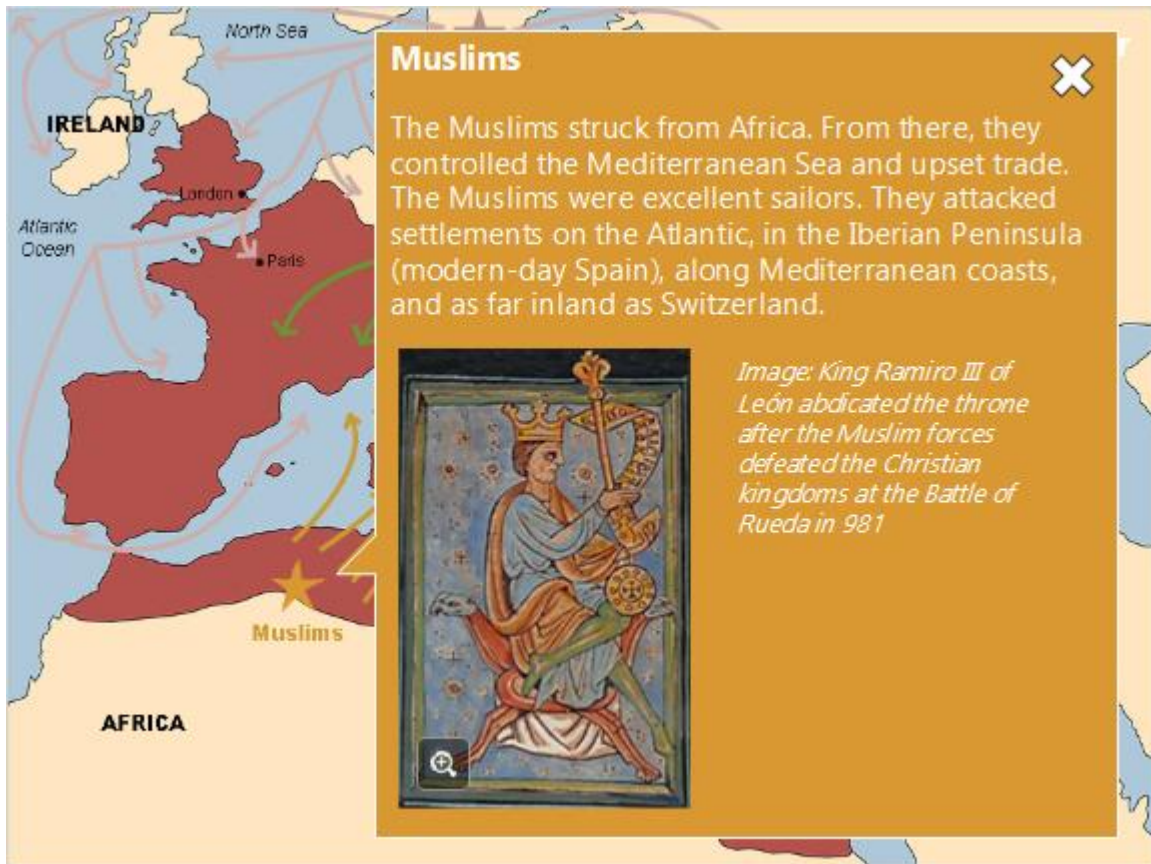 North Sea
IRELAND
London
Atlantic
Ocean
Paris
Muslims
AFRICA
Muslims
The Muslims struck from Africa. From there, they
controlled the Mediterranean Sea and upset trade.
The Muslims were excellent sailors. They attacked
settlements on the Atlantic, in the Iberian Peninsula
(modern-day Spain), along Mediterranean coasts,
and as far inland as Switzerland.
Image: King Ramiro III of
León abdicated the throne
after the Muslim forces
defeated the Christian
kingdoms at the Battle of
Rueda in 981